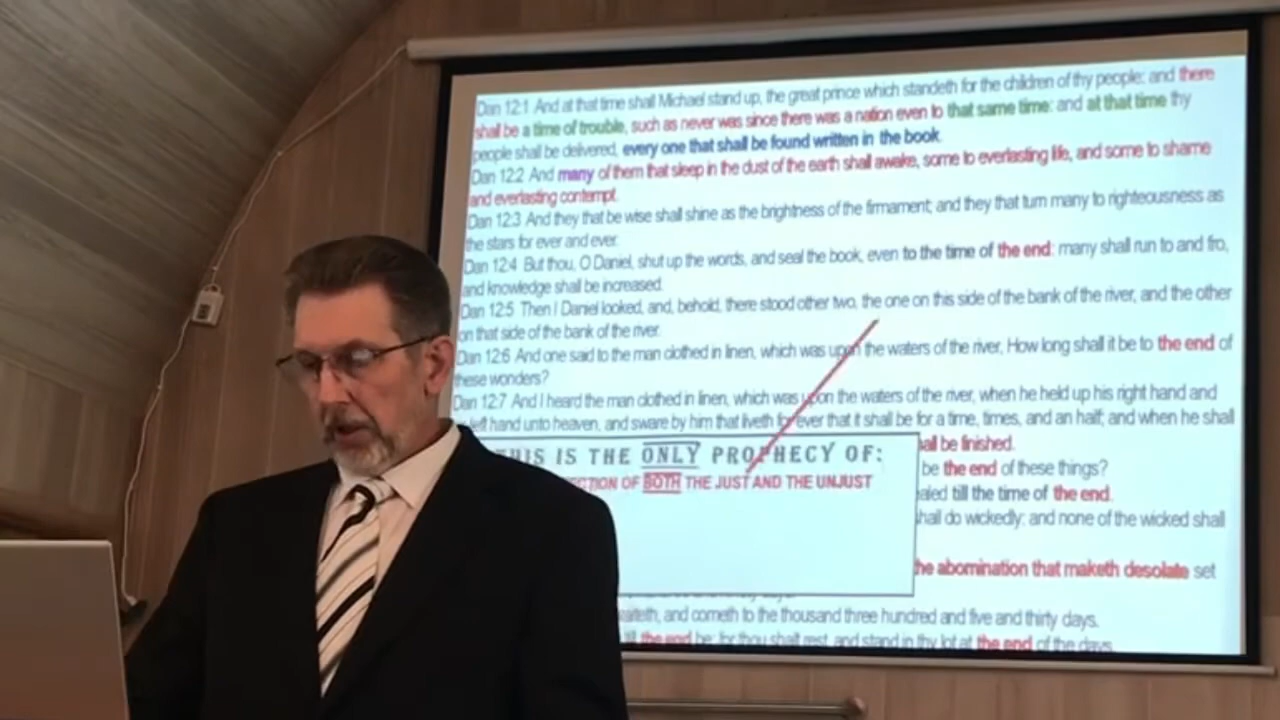 Dan 12:1 And at that time shall Michael stand up, the great prince which standeth for the children of thy people: and there
shall be a time of trouble, such as never was since there was a nation even to that same time: and at that time thy
people shall be delivered, every one that shall be found written in the book.
Dan 12:2 And many of them that sleep in the dust of the earth shall awake, some to everlasting life, and some to shame
and everlasting contempt.
Dan 12:3 And they that be wise shall shine as the brightness of the firmament; and they that turn many to righteousness as
the stars for ever and ever.
Dan 12:4 But thou, O Daniel, shut up the words, and seal the book, even to the time of the end: many shall run to and fro,
and knowledge shall be increased.
Dan 12:5 Then I Daniel looked, and, behold, there stood other two, the one on this side of the bank of the river, and the other
on that side of the bank of the river.
Dan 12:6 And one said to the man clothed in linen, which was upon the waters of the river, How long shall it be to the end of
these wonders?
Dan 12:7 And I heard the man clothed in linen, which was upon the waters of the river, when he held up his right hand and
left hand unto heaven, and sware by him that liveth for ever that it shall be for a time, times, and an half; and when he shall
shall be finished.
THIS IS THE ONLY PROPHECY OF:
be the end of these things?
OF BOTH THE JUST AND THE UNJUST
till the time of the end.
shall do wickedly: and none of the wicked shall
the abomination that maketh desolate set
and cometh to the thousand three hundred and five and thirty days.
till the end be: for thou shalt rest, and stand in thy lot at the end of the days.